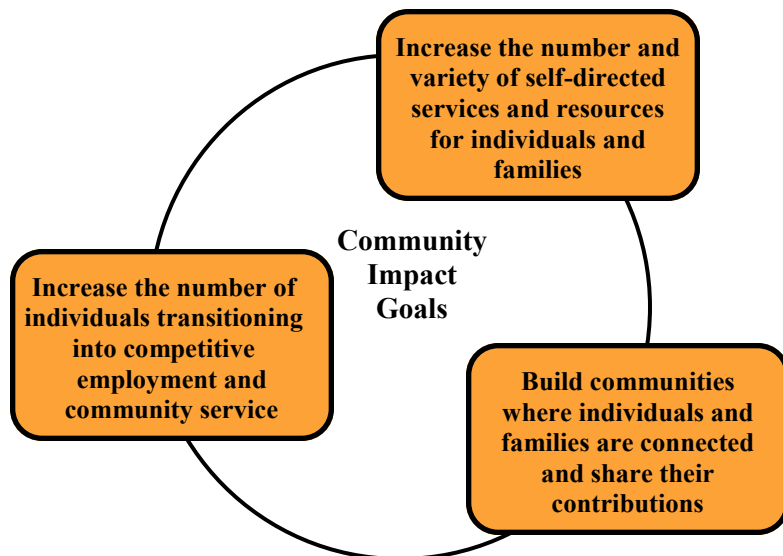 Increase the number and
variety of self-directed
services and resources
for individuals and
families
Community
Impact
Goals
Increase the number of
individuals transitioning
into competitive
employment and
community service
Build communities
where individuals and
families are connected
and share their
contributions